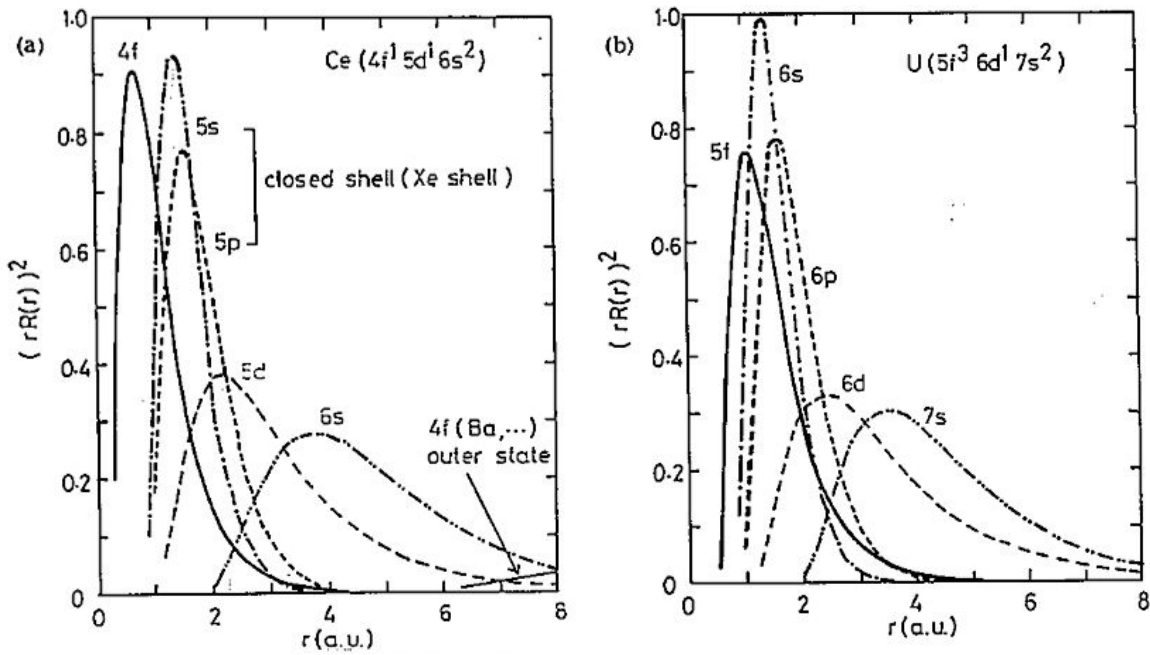 (a)
Ce (4f¹ 5d¹ 6s²)
4f
5s
closed shell (Xe shell)
5p
5d
6s
4f (Ba,···)
outer state
(rR(r))²
0
0.2
0.4
0.6
0.8
1.0
0
2
4
6
8
r (a.u.)
(b)
U (5f³ 6d¹ 7s²)
6s
5f
6p
6d
7s
(rR(r))²
0
0.2
0.4
0.6
0.8
1.0
0
2
4
6
8
r (a.u.)